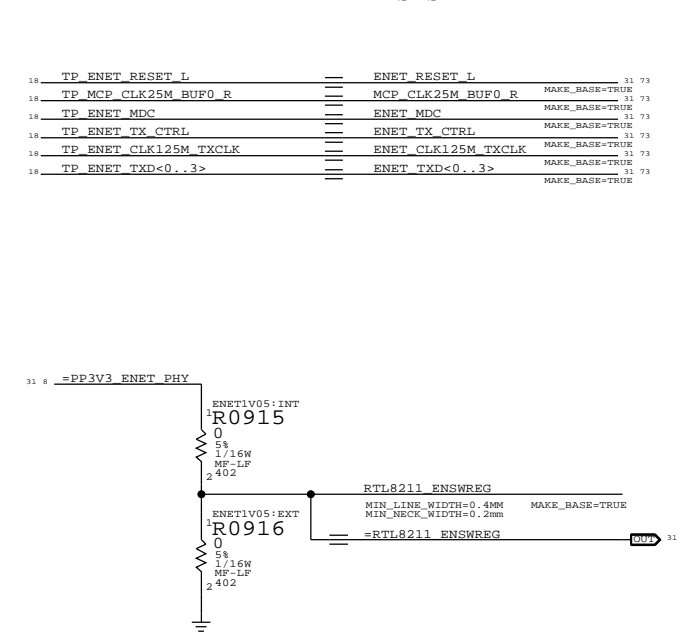 18 TP_ENET_RESET_L ENET_RESET_L 31 73
MAKE_BASE=TRUE
18 TP_MCP_CLK25M_BUF0_R MCP_CLK25M_BUF0_R 31 73
MAKE_BASE=TRUE
18 TP_ENET_MDC ENET_MDC 31 73
MAKE_BASE=TRUE
18 TP_ENET_TX_CTRL ENET_TX_CTRL 31 73
MAKE_BASE=TRUE
18 TP_ENET_CLK125M_TXCLK ENET_CLK125M_TXCLK 31 73
MAKE_BASE=TRUE
18 TP_ENET_TXD<0..3> ENET_TXD<0..3> 31 73
MAKE_BASE=TRUE
31 8 =PP3V3_ENET_PHY
ENET1V05:INT
1 R0915
0
5%
1/16W
MF-LF
2 402
RTL8211_ENSWREG
MIN_LINE_WIDTH=0.4MM MAKE_BASE=TRUE
MIN_NECK_WIDTH=0.2mm
ENET1V05:EXT
1 R0916
=RTL8211_ENSWREG OUT 31
0
5%
1/16W
MF-LF
2 402